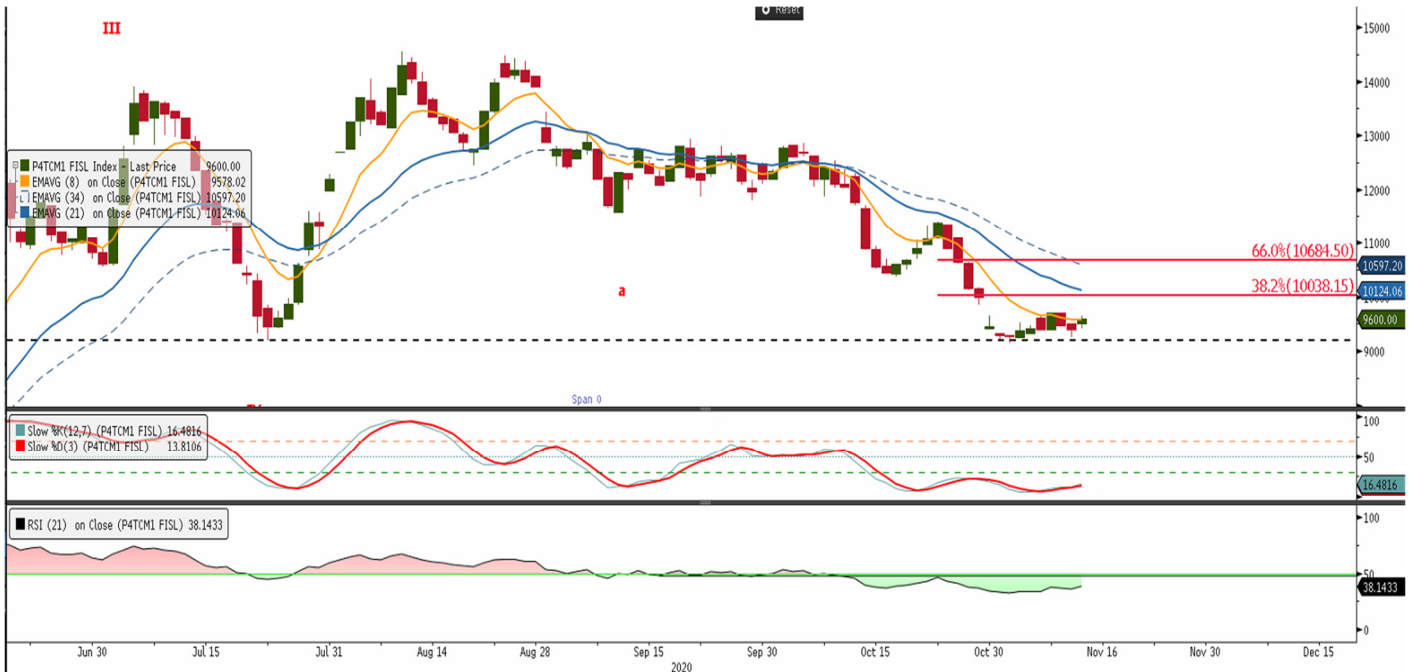 Reset
III
15000
14000
13000
12000
11000
10000
9000
P4TCM1 FISL Index - Last Price 9600.00
EMAVG (8) on Close (P4TCM1 FISL) 9578.02
EMAVG (34) on Close (P4TCM1 FISL) 10597.20
EMAVG (21) on Close (P4TCM1 FISL) 10124.06
66.0%(10684.50)
10597.20
38.2%(10038.15)
10124.06
9600.00
a
Span 0
Slow %K(12,7) (P4TCM1 FISL) 16.4816
Slow %D(3) (P4TCM1 FISL) 13.8106
100
50
16.4816
RSI (21) on Close (P4TCM1 FISL) 38.1433
100
50
38.1433
0
Jun 30 Jul 15 Jul 31 Aug 14 Aug 28 Sep 15 Sep 30 Oct 15 Oct 30 Nov 16 Nov 30 Dec 15
2020